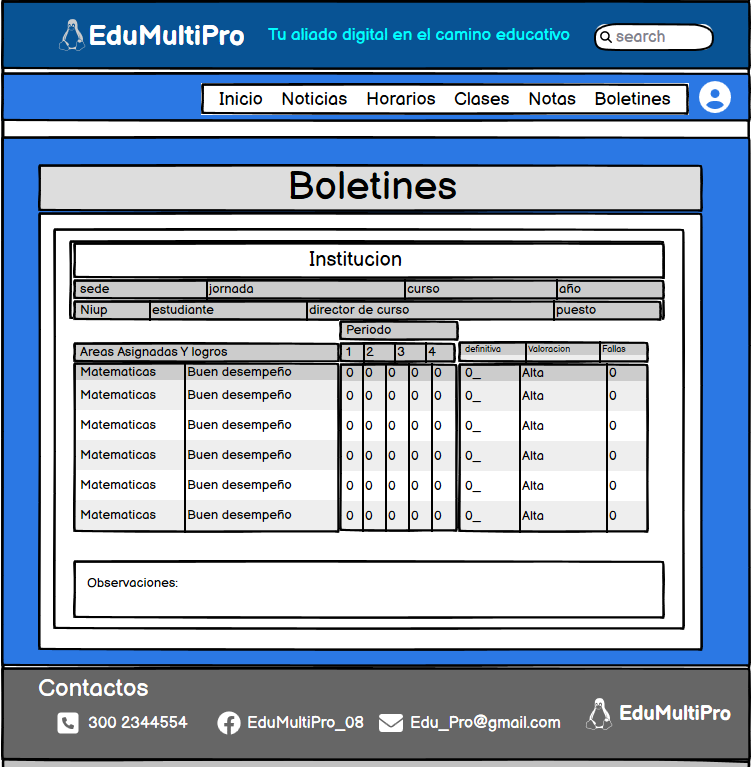 EduMultiPro Tu aliado digital en el camino educativo search
Inicio Noticias Horarios Clases Notas Boletines
Boletines
Institucion
sede jornada curso año
Niup estudiante director de curso puesto
Periodo
Areas Asignadas Y logros 1 2 3 4 definitiva Valoracion Fallas
Matematicas Buen desempeño 0 0 0 0 0 0_ Alta 0
Matematicas Buen desempeño 0 0 0 0 0 0_ Alta 0
Matematicas Buen desempeño 0 0 0 0 0 0_ Alta 0
Matematicas Buen desempeño 0 0 0 0 0 0_ Alta 0
Matematicas Buen desempeño 0 0 0 0 0 0_ Alta 0
Matematicas Buen desempeño 0 0 0 0 0 0_ Alta 0
Observaciones:
Contactos
300 2344554 EduMultiPro_08 Edu_Pro@gmail.com EduMultiPro